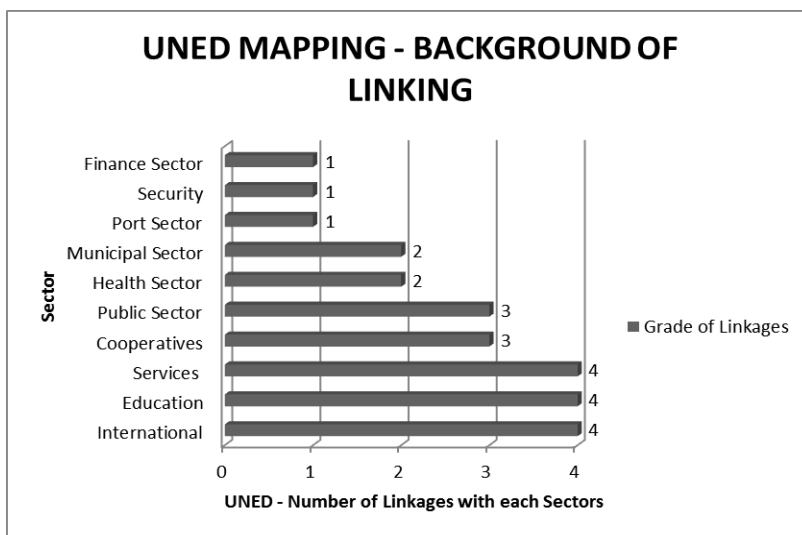 UNED MAPPING - BACKGROUND OF
LINKING
Finance Sector 1
Security 1
Port Sector 1
Municipal Sector 2
Health Sector 2
Public Sector 3
Cooperatives 3
Services 4
Education 4
International 4
Sector
Grade of Linkages
0 1 2 3 4
UNED - Number of Linkages with each Sectors